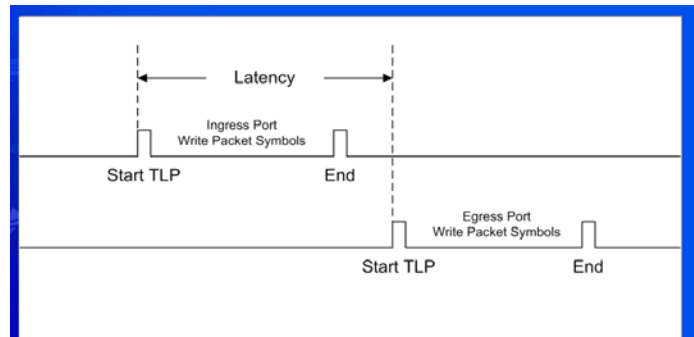 Latency
Ingress Port
Write Packet Symbols
Start TLP
End
Egress Port
Write Packet Symbols
Start TLP
End